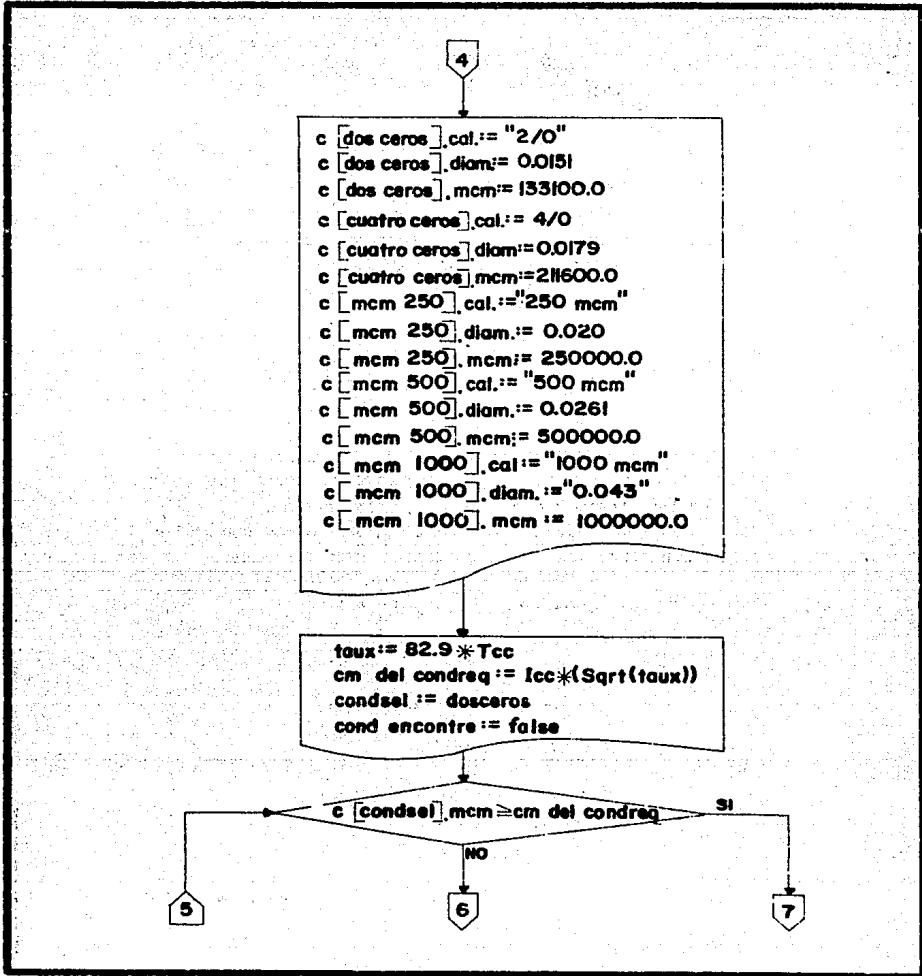 4
c [dos ceros].cal.:= "2/0"
c [dos ceros].diam:= 0.0151
c [dos ceros].mcm:= 133100.0
c [cuatro ceros].cal.:= 4/0
c [cuatro ceros].diam:=0.0179
c [cuatro ceros].mcm:=211600.0
c [mcm 250].cal.:="250 mcm"
c [mcm 250].diam.:= 0.020
c [mcm 250].mcm:= 250000.0
c [mcm 500].cal.:= "500 mcm"
c [mcm 500].diam.:= 0.0261
c [mcm 500].mcm:= 500000.0
c [mcm 1000].cal:="1000 mcm"
c [mcm 1000].diam.:="0.043"
c [mcm 1000].mcm := 1000000.0
taux:= 82.9 * Tcc
cm del condreq := Icc*(Sqrt(taux))
condsel := dosceros
cond encontre := false
c [condsel].mcm ≥ cm del condreq
SI
NO
5
6
7